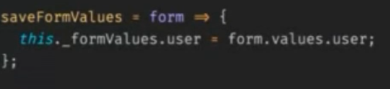 saveFormValues = form => {
this._formValues.user = form.values.user;
};